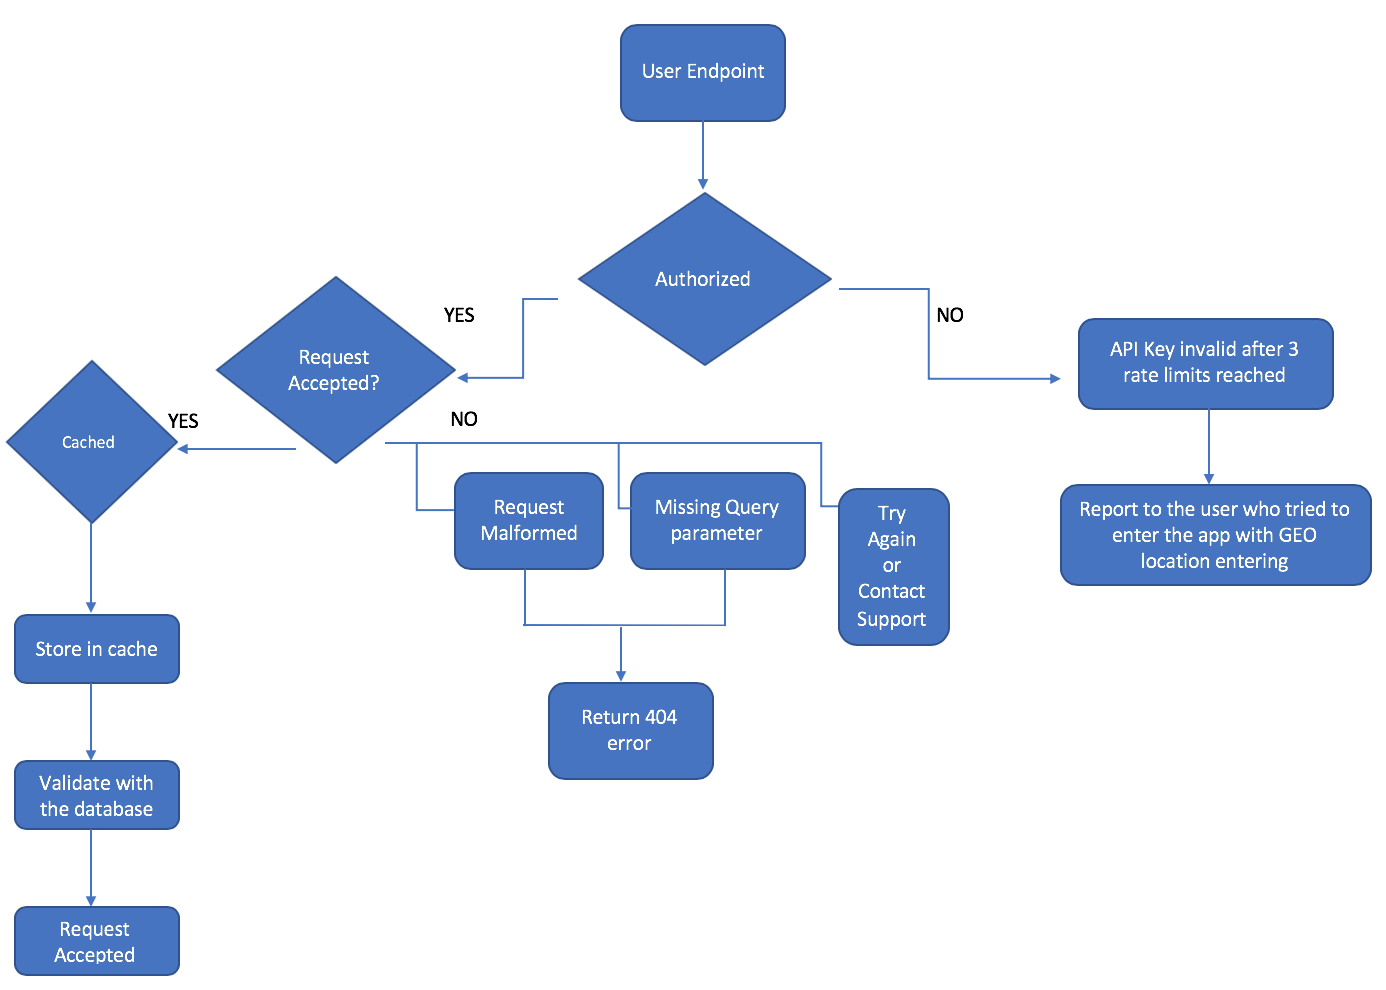 User Endpoint
Authorized
YES
NO
Request
Accepted?
API Key invalid after 3
rate limits reached
YES
NO
Cached
Request
Malformed
Missing Query
parameter
Try
Again
or
Contact
Support
Report to the user who tried to
enter the app with GEO
location entering
Store in cache
Return 404
error
Validate with
the database
Request
Accepted